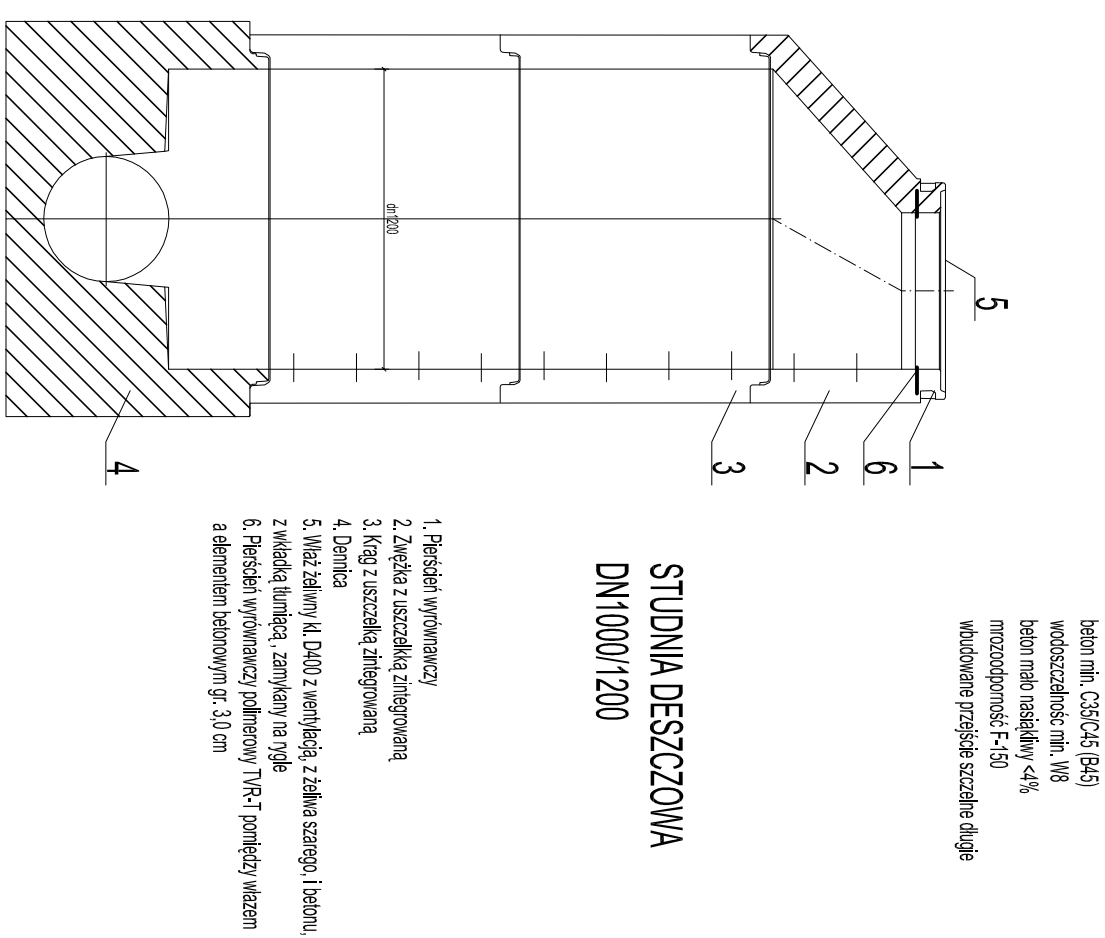 beton min. C35/C45 (B45)
wodoszczelnośc min. W8
beton mało nasiąkliwy <4%
mrozoodporność F-150
wbudowane przejście szczelne długie
STUDNIA DESZCZOWA
DN1000/1200
1. Pierścień wyrównawczy
2. Zwężka z uszczelkką zintegrowaną
3. Krąg z uszczelką zintegrowaną
4. Dennica
5. Właz żeliwny kl. D400 z wentylacją, z żeliwa szarego, i betonu,
z wkładką tłumiącą , zamykany na rygle
6. Pierścień wyrównawczy polimerowy TVR-T pomiędzy włazem
a elementem betonowym gr. 3,0 cm
5
1
6
2
3
4
dn1200